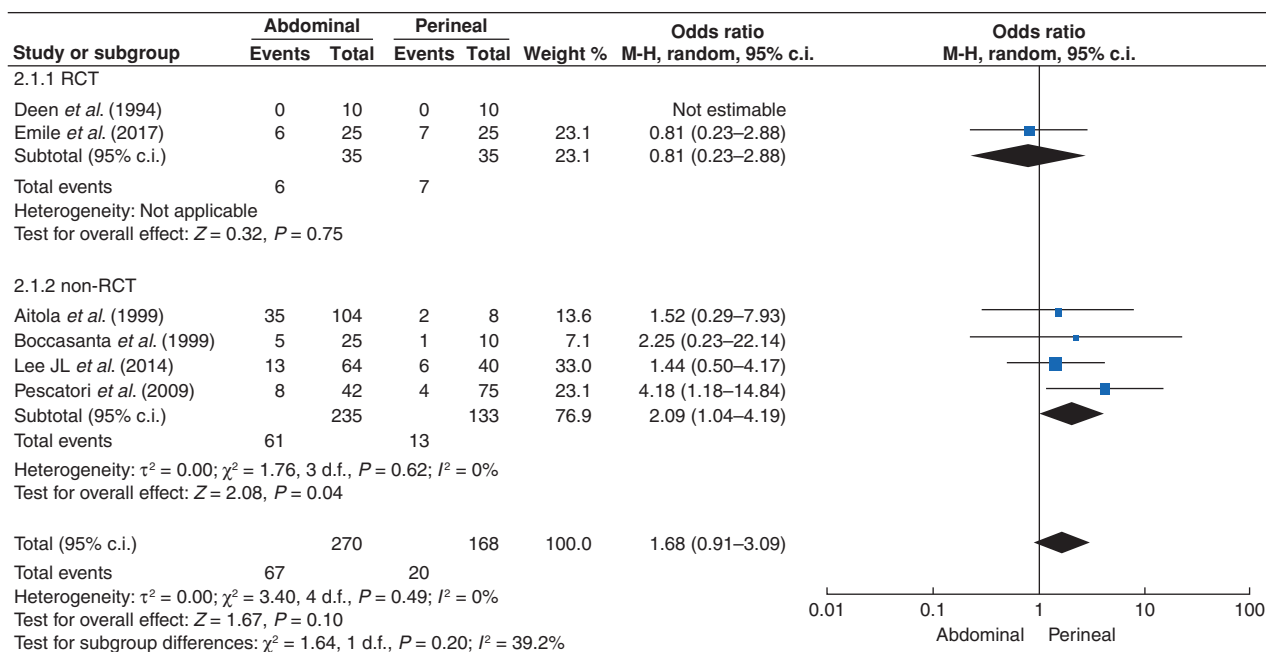 Abdominal Perineal Odds ratio Odds ratio
Study or subgroup Events Total Events Total Weight % M-H, random, 95% c.i. M-H, random, 95% c.i.
2.1.1 RCT
Deen et al. (1994) 0 10 0 10 Not estimable
Emile et al. (2017) 6 25 7 25 23.1 0.81 (0.23–2.88)
Subtotal (95% c.i.) 35 35 23.1 0.81 (0.23–2.88)
Total events 6 7
Heterogeneity: Not applicable
Test for overall effect: Z = 0.32, P = 0.75
2.1.2 non-RCT
Aitola et al. (1999) 35 104 2 8 13.6 1.52 (0.29–7.93)
Boccasanta et al. (1999) 5 25 1 10 7.1 2.25 (0.23–22.14)
Lee JL et al. (2014) 13 64 6 40 33.0 1.44 (0.50–4.17)
Pescatori et al. (2009) 8 42 4 75 23.1 4.18 (1.18–14.84)
Subtotal (95% c.i.) 235 133 76.9 2.09 (1.04–4.19)
Total events 61 13
Heterogeneity: τ² = 0.00; χ² = 1.76, 3 d.f., P = 0.62; I² = 0%
Test for overall effect: Z = 2.08, P = 0.04
Total (95% c.i.) 270 168 100.0 1.68 (0.91–3.09)
Total events 67 20
Heterogeneity: τ² = 0.00; χ² = 3.40, 4 d.f., P = 0.49; I² = 0%
Test for overall effect: Z = 1.67, P = 0.10
Test for subgroup differences: χ² = 1.64, 1 d.f., P = 0.20; I² = 39.2%
0.01 0.1 1 10 100
Abdominal Perineal